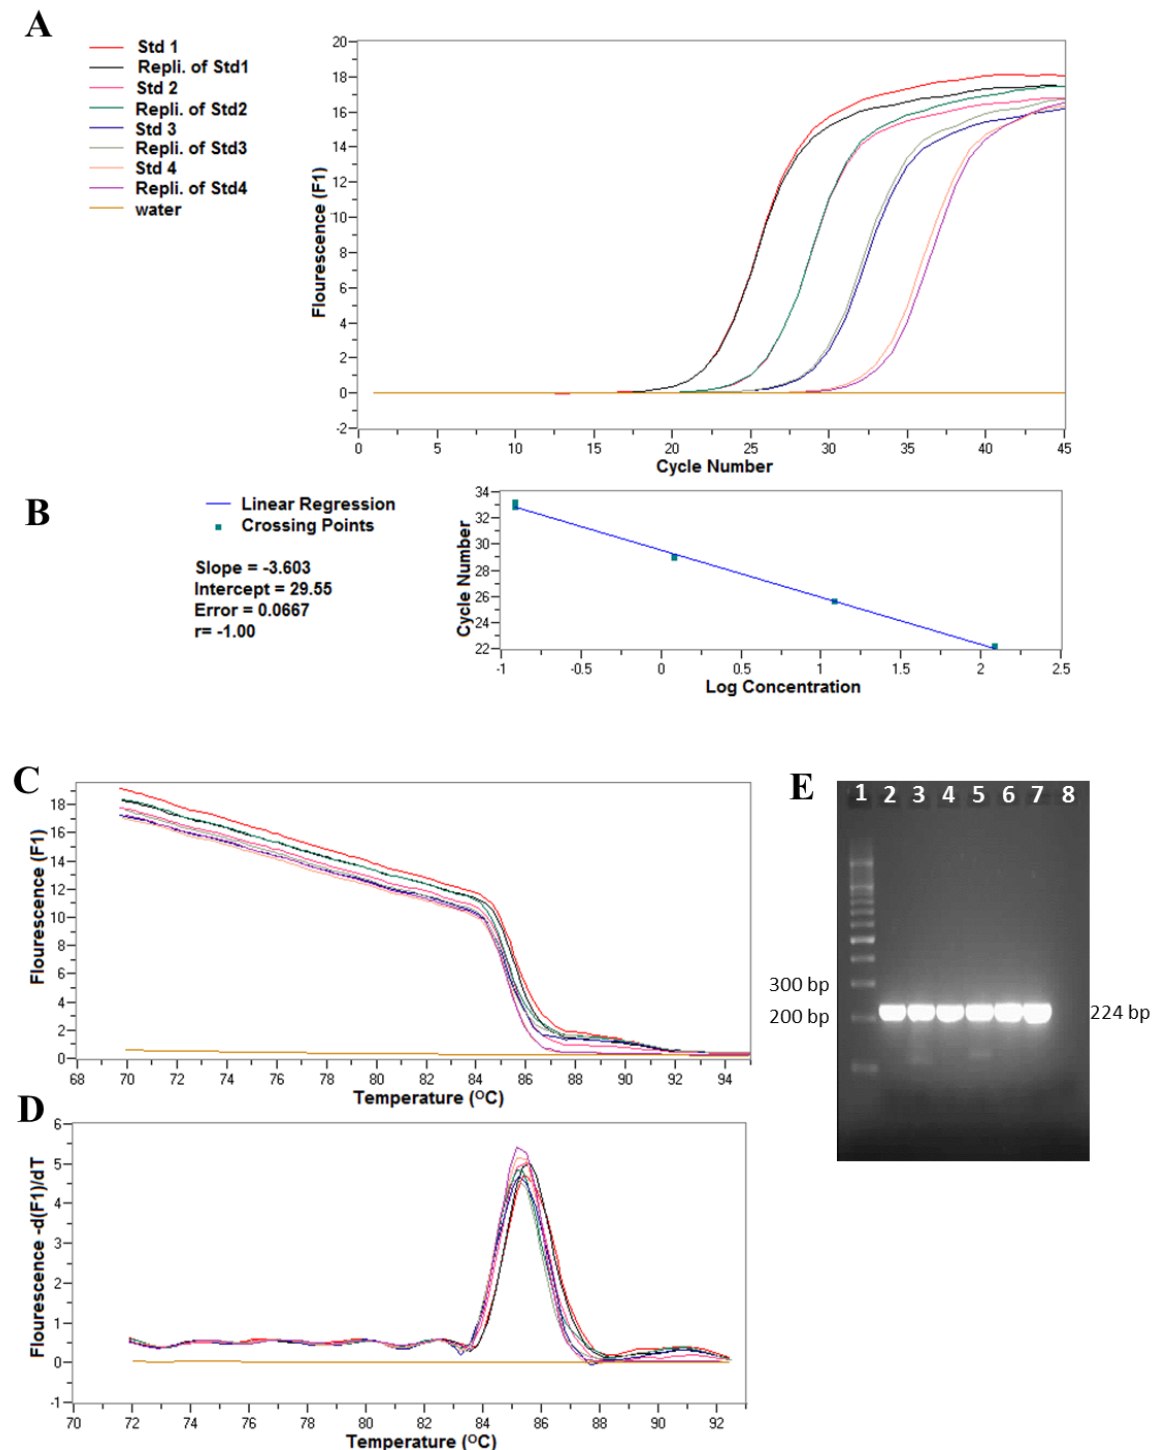 A
Std 1
Repli. of Std1
Std 2
Repli. of Std2
Std 3
Repli. of Std3
Std 4
Repli. of Std4
water
Flourescence (F1)
20
18
16
14
12
10
8
6
4
2
0
-2
0 5 10 15 20 25 30 35 40 45
Cycle Number
B
Linear Regression
Crossing Points
Slope = -3.603
Intercept = 29.55
Error = 0.0667
r= -1.00
Cycle Number
34
32
30
28
26
24
22
-1 -0.5 0 0.5 1 1.5 2 2.5
Log Concentration
C
Flourescence (F1)
18
16
14
12
10
8
6
4
2
0
68 70 72 74 76 78 80 82 84 86 88 90 92 94
Temperature (OC)
D
Flourescence -d(F1)/dT
6
5
4
3
2
1
0
-1
70 72 74 76 78 80 82 84 86 88 90 92
Temperature (OC)
E
1 2 3 4 5 6 7 8
300 bp
200 bp
224 bp